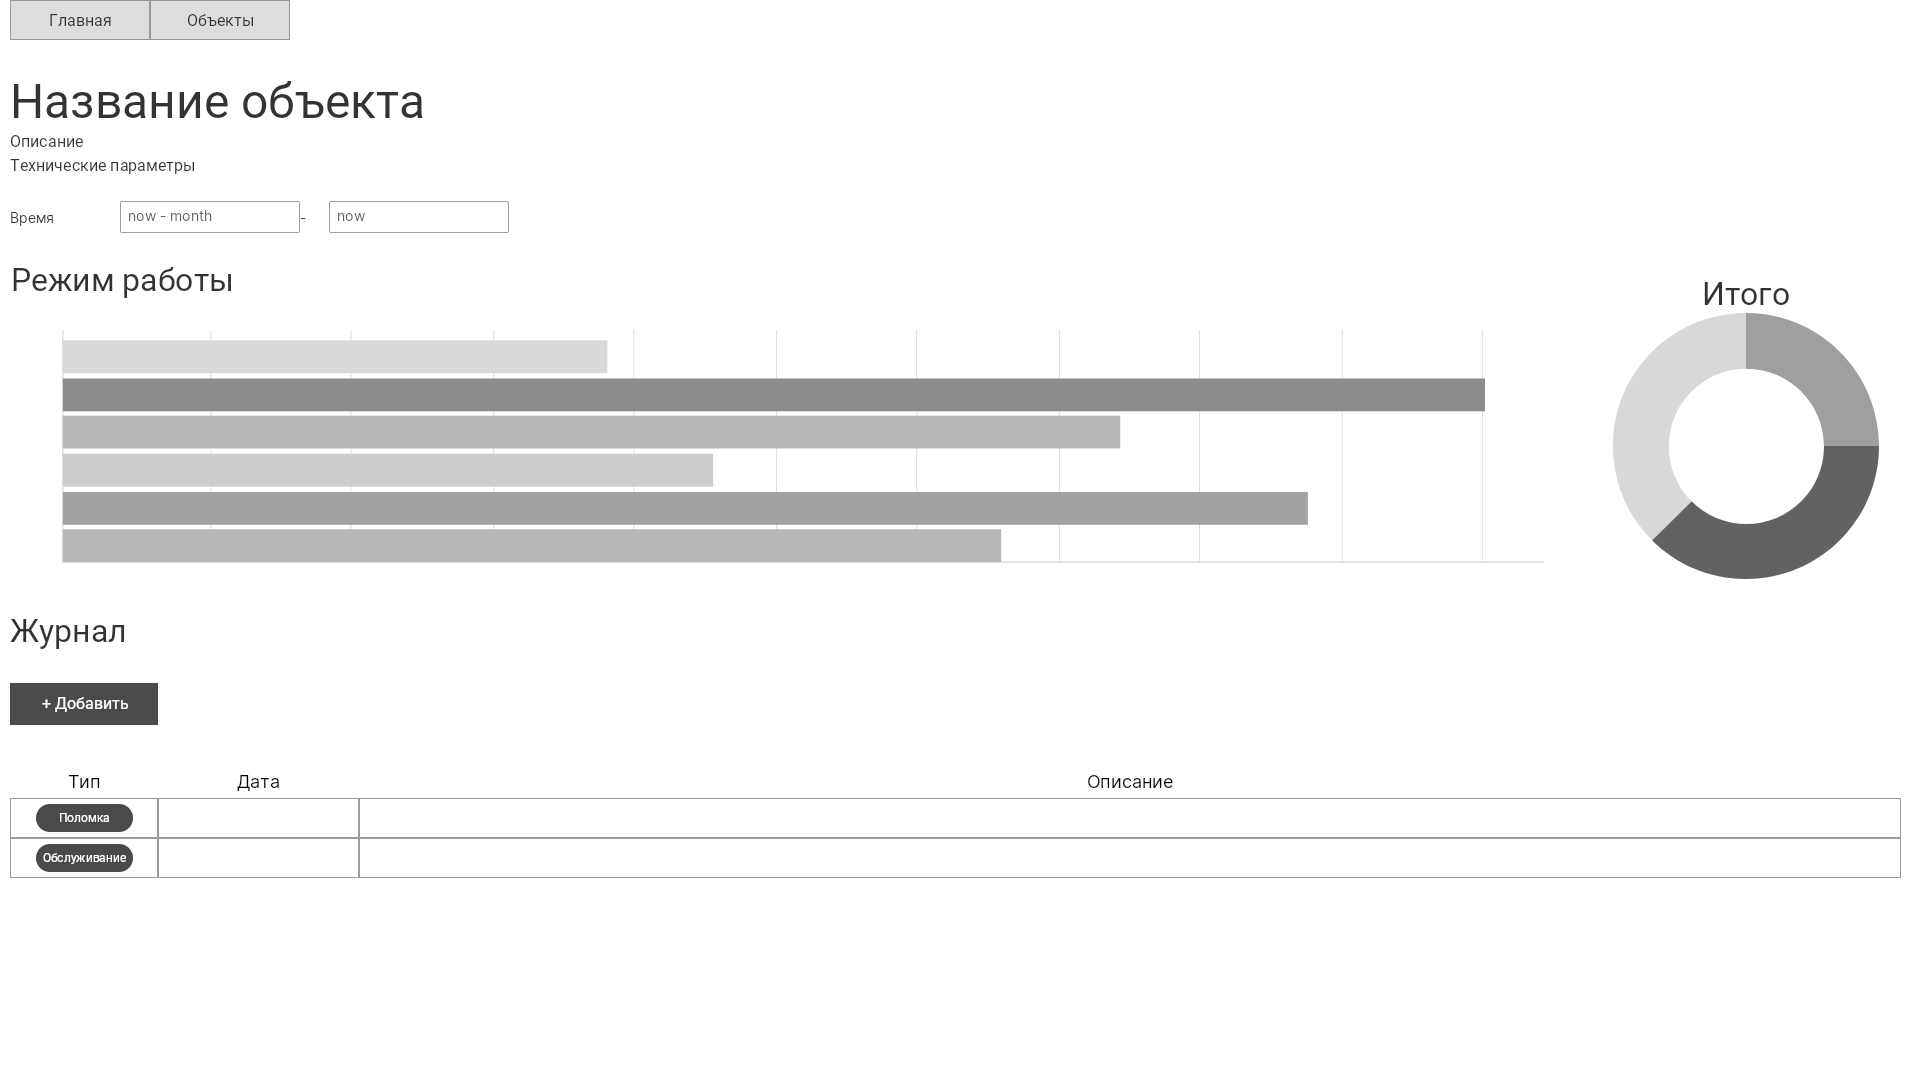 Главная Объекты
Название объекта
Описание
Технические параметры
Время now - month - now
Режим работы
Итого
Журнал
+ Добавить
Тип Дата Описание
Поломка
Обслуживание